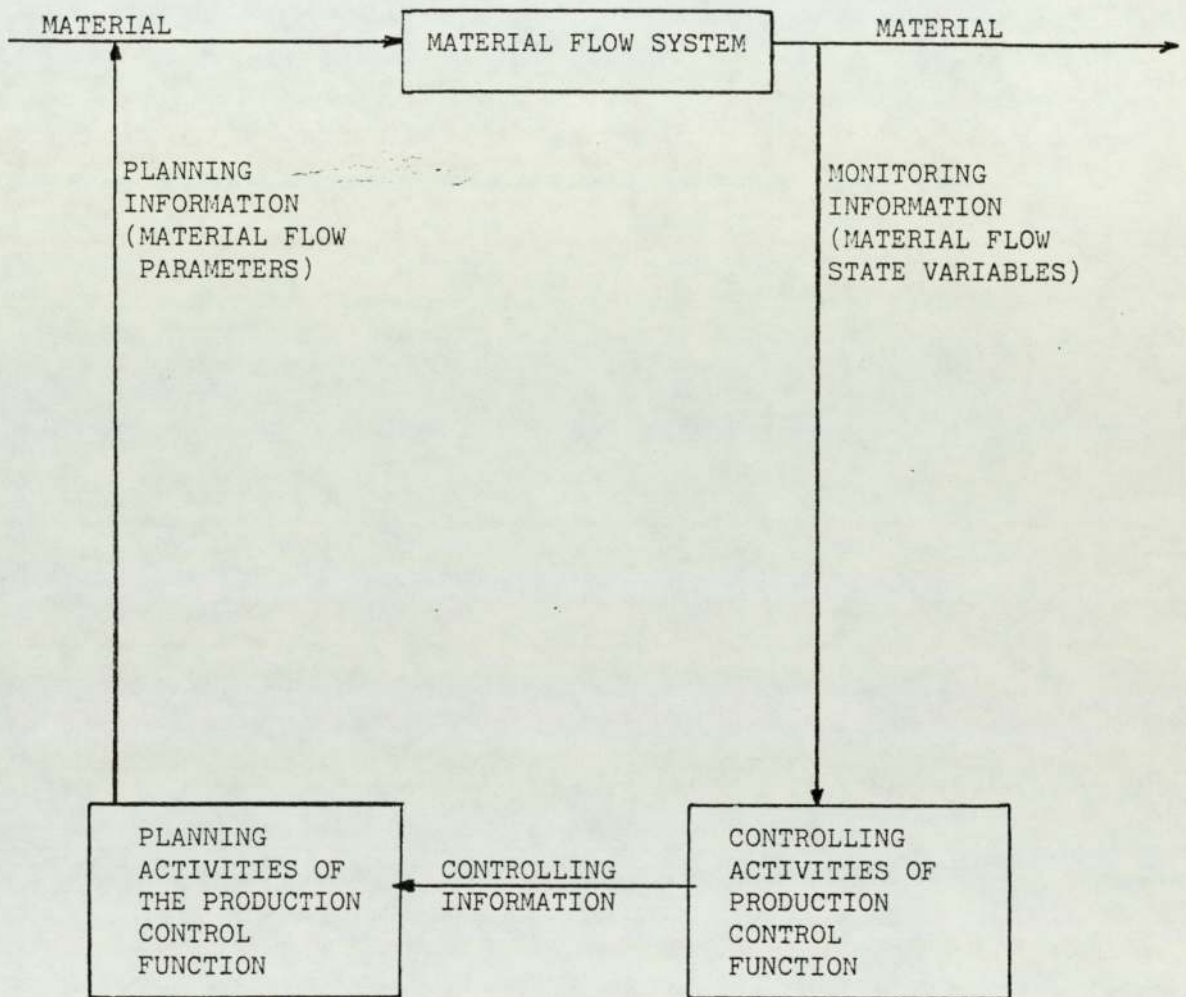 MATERIAL
MATERIAL FLOW SYSTEM
MATERIAL
PLANNING
INFORMATION
(MATERIAL FLOW
PARAMETERS)
MONITORING
INFORMATION
(MATERIAL FLOW
STATE VARIABLES)
PLANNING
ACTIVITIES OF
THE PRODUCTION
CONTROL
FUNCTION
CONTROLLING
INFORMATION
CONTROLLING
ACTIVITIES OF
PRODUCTION
CONTROL
FUNCTION